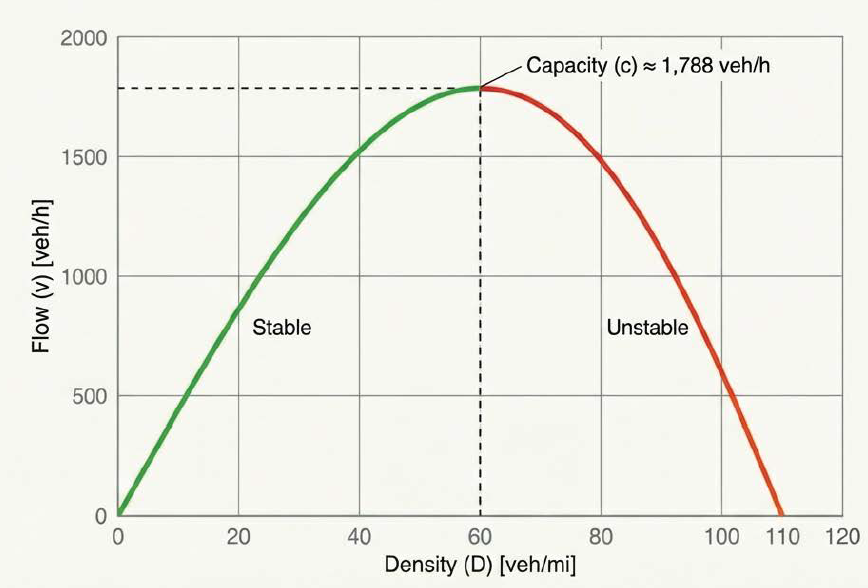 2000
Capacity (c) ≈ 1,788 veh/h
1500
Flow (v) [veh/h]
1000
Stable
Unstable
500
0
0 20 40 60 80 100 110 120
Density (D) [veh/mi]